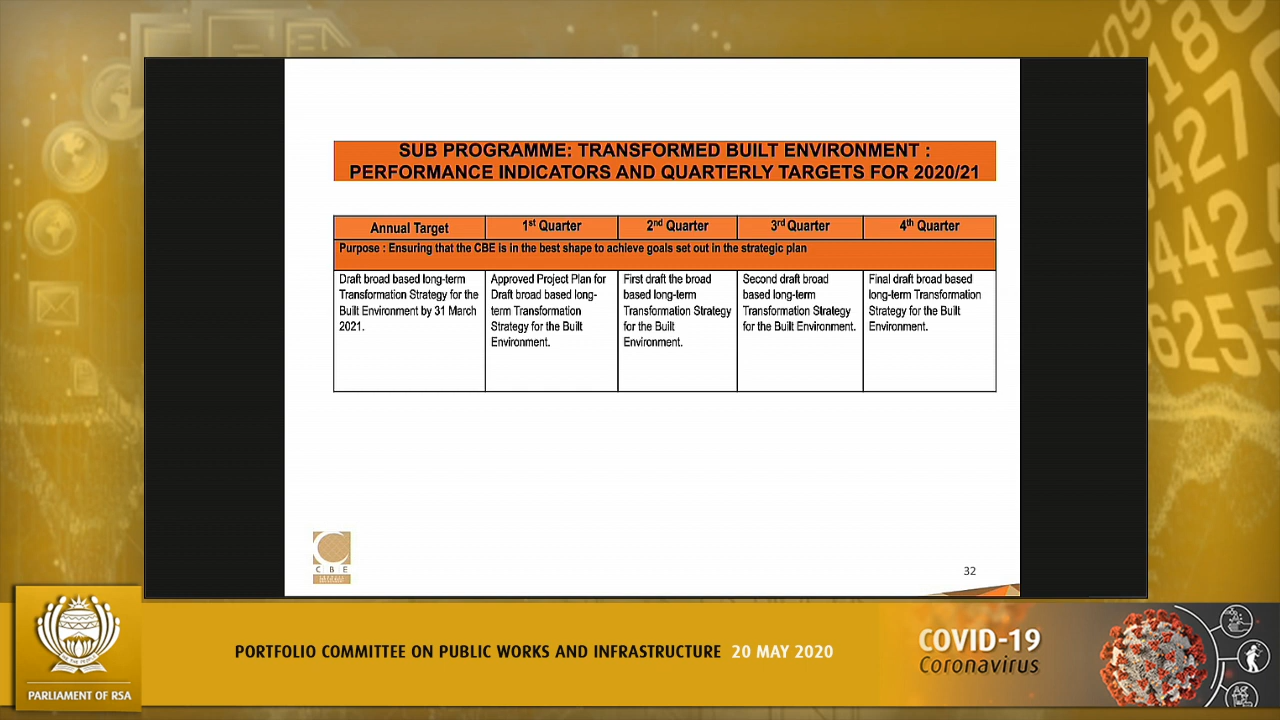 SUB PROGRAMME: TRANSFORMED BUILT ENVIRONMENT :
PERFORMANCE INDICATORS AND QUARTERLY TARGETS FOR 2020/21
Annual Target
1st Quarter
2nd Quarter
3rd Quarter
4th Quarter
Purpose : Ensuring that the CBE is in the best shape to achieve goals set out in the strategic plan
Draft broad based long-term
Transformation Strategy for the
Built Environment by 31 March
2021.
Approved Project Plan for
Draft broad based long-
term Transformation
Strategy for the Built
Environment.
First draft the broad
based long-term
Transformation Strategy
for the Built
Environment.
Second draft broad
based long-term
Transformation Strategy
for the Built Environment.
Final draft broad based
long-term Transformation
Strategy for the Built
Environment.
C B E
32
PARLIAMENT OF RSA
PORTFOLIO COMMITTEE ON PUBLIC WORKS AND INFRASTRUCTURE 20 MAY 2020
COVID-19
Coronavirus